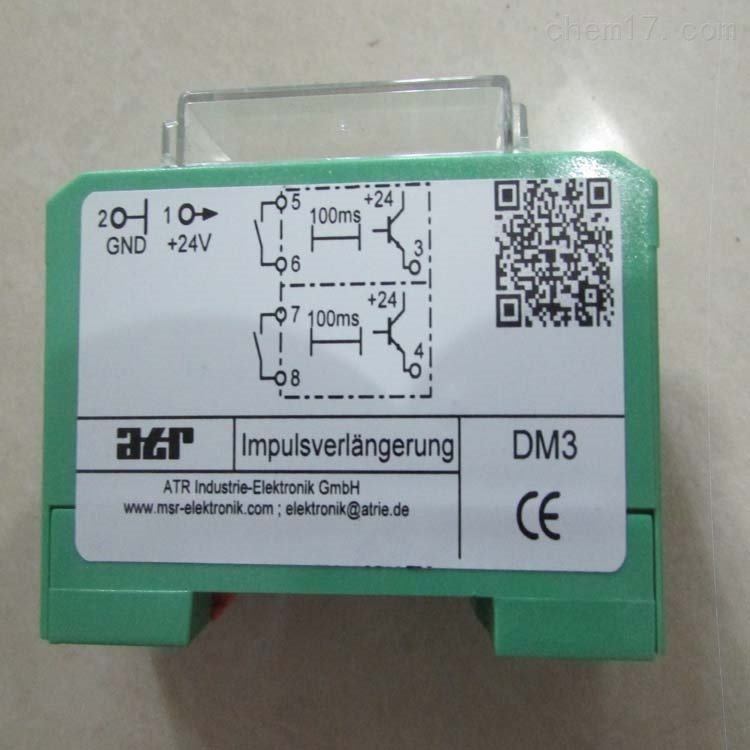 chem17.com
2 1
GND +24V
5 100ms +24
6 3
7 100ms +24
8 4
atr Impulsverlängerung DM3
ATR Industrie-Elektronik GmbH
www.msr-elektronik.com ; elektronik@atrie.de
CE